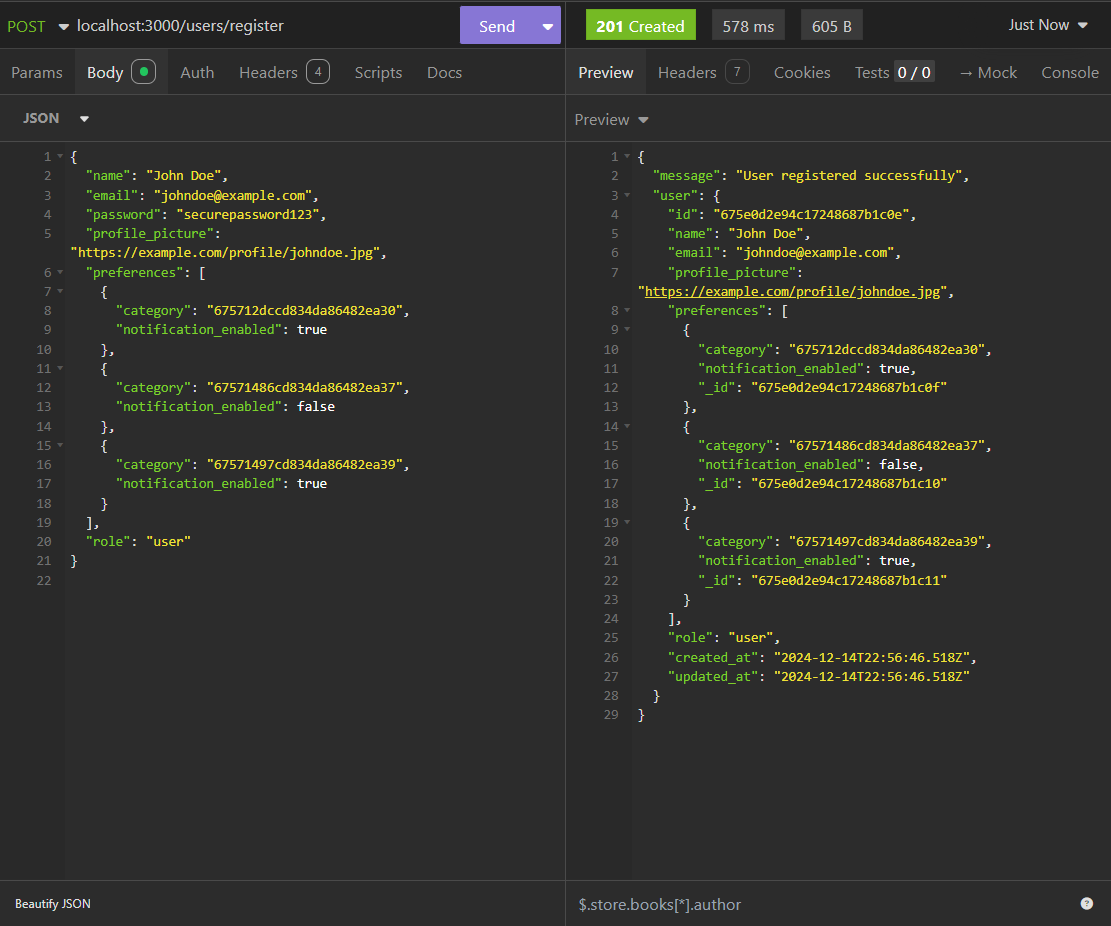 POST localhost:3000/users/register Send
201 Created 578 ms 605 B Just Now
Params Body Auth Headers 4 Scripts Docs
Preview Headers 7 Cookies Tests 0 / 0 → Mock Console
JSON
Preview
1 {
2 "name": "John Doe",
3 "email": "johndoe@example.com",
4 "password": "securepassword123",
5 "profile_picture":
"https://example.com/profile/johndoe.jpg",
6 "preferences": [
7 {
8 "category": "675712dccd834da86482ea30",
9 "notification_enabled": true
10 },
11 {
12 "category": "67571486cd834da86482ea37",
13 "notification_enabled": false
14 },
15 {
16 "category": "67571497cd834da86482ea39",
17 "notification_enabled": true
18 }
19 ],
20 "role": "user"
21 }
22
1 {
2 "message": "User registered successfully",
3 "user": {
4 "id": "675e0d2e94c17248687b1c0e",
5 "name": "John Doe",
6 "email": "johndoe@example.com",
7 "profile_picture":
"https://example.com/profile/johndoe.jpg",
8 "preferences": [
9 {
10 "category": "675712dccd834da86482ea30",
11 "notification_enabled": true,
12 "_id": "675e0d2e94c17248687b1c0f"
13 },
14 {
15 "category": "67571486cd834da86482ea37",
16 "notification_enabled": false,
17 "_id": "675e0d2e94c17248687b1c10"
18 },
19 {
20 "category": "67571497cd834da86482ea39",
21 "notification_enabled": true,
22 "_id": "675e0d2e94c17248687b1c11"
23 }
24 ],
25 "role": "user",
26 "created_at": "2024-12-14T22:56:46.518Z",
27 "updated_at": "2024-12-14T22:56:46.518Z"
28 }
29 }
Beautify JSON
$.store.books[*].author ?